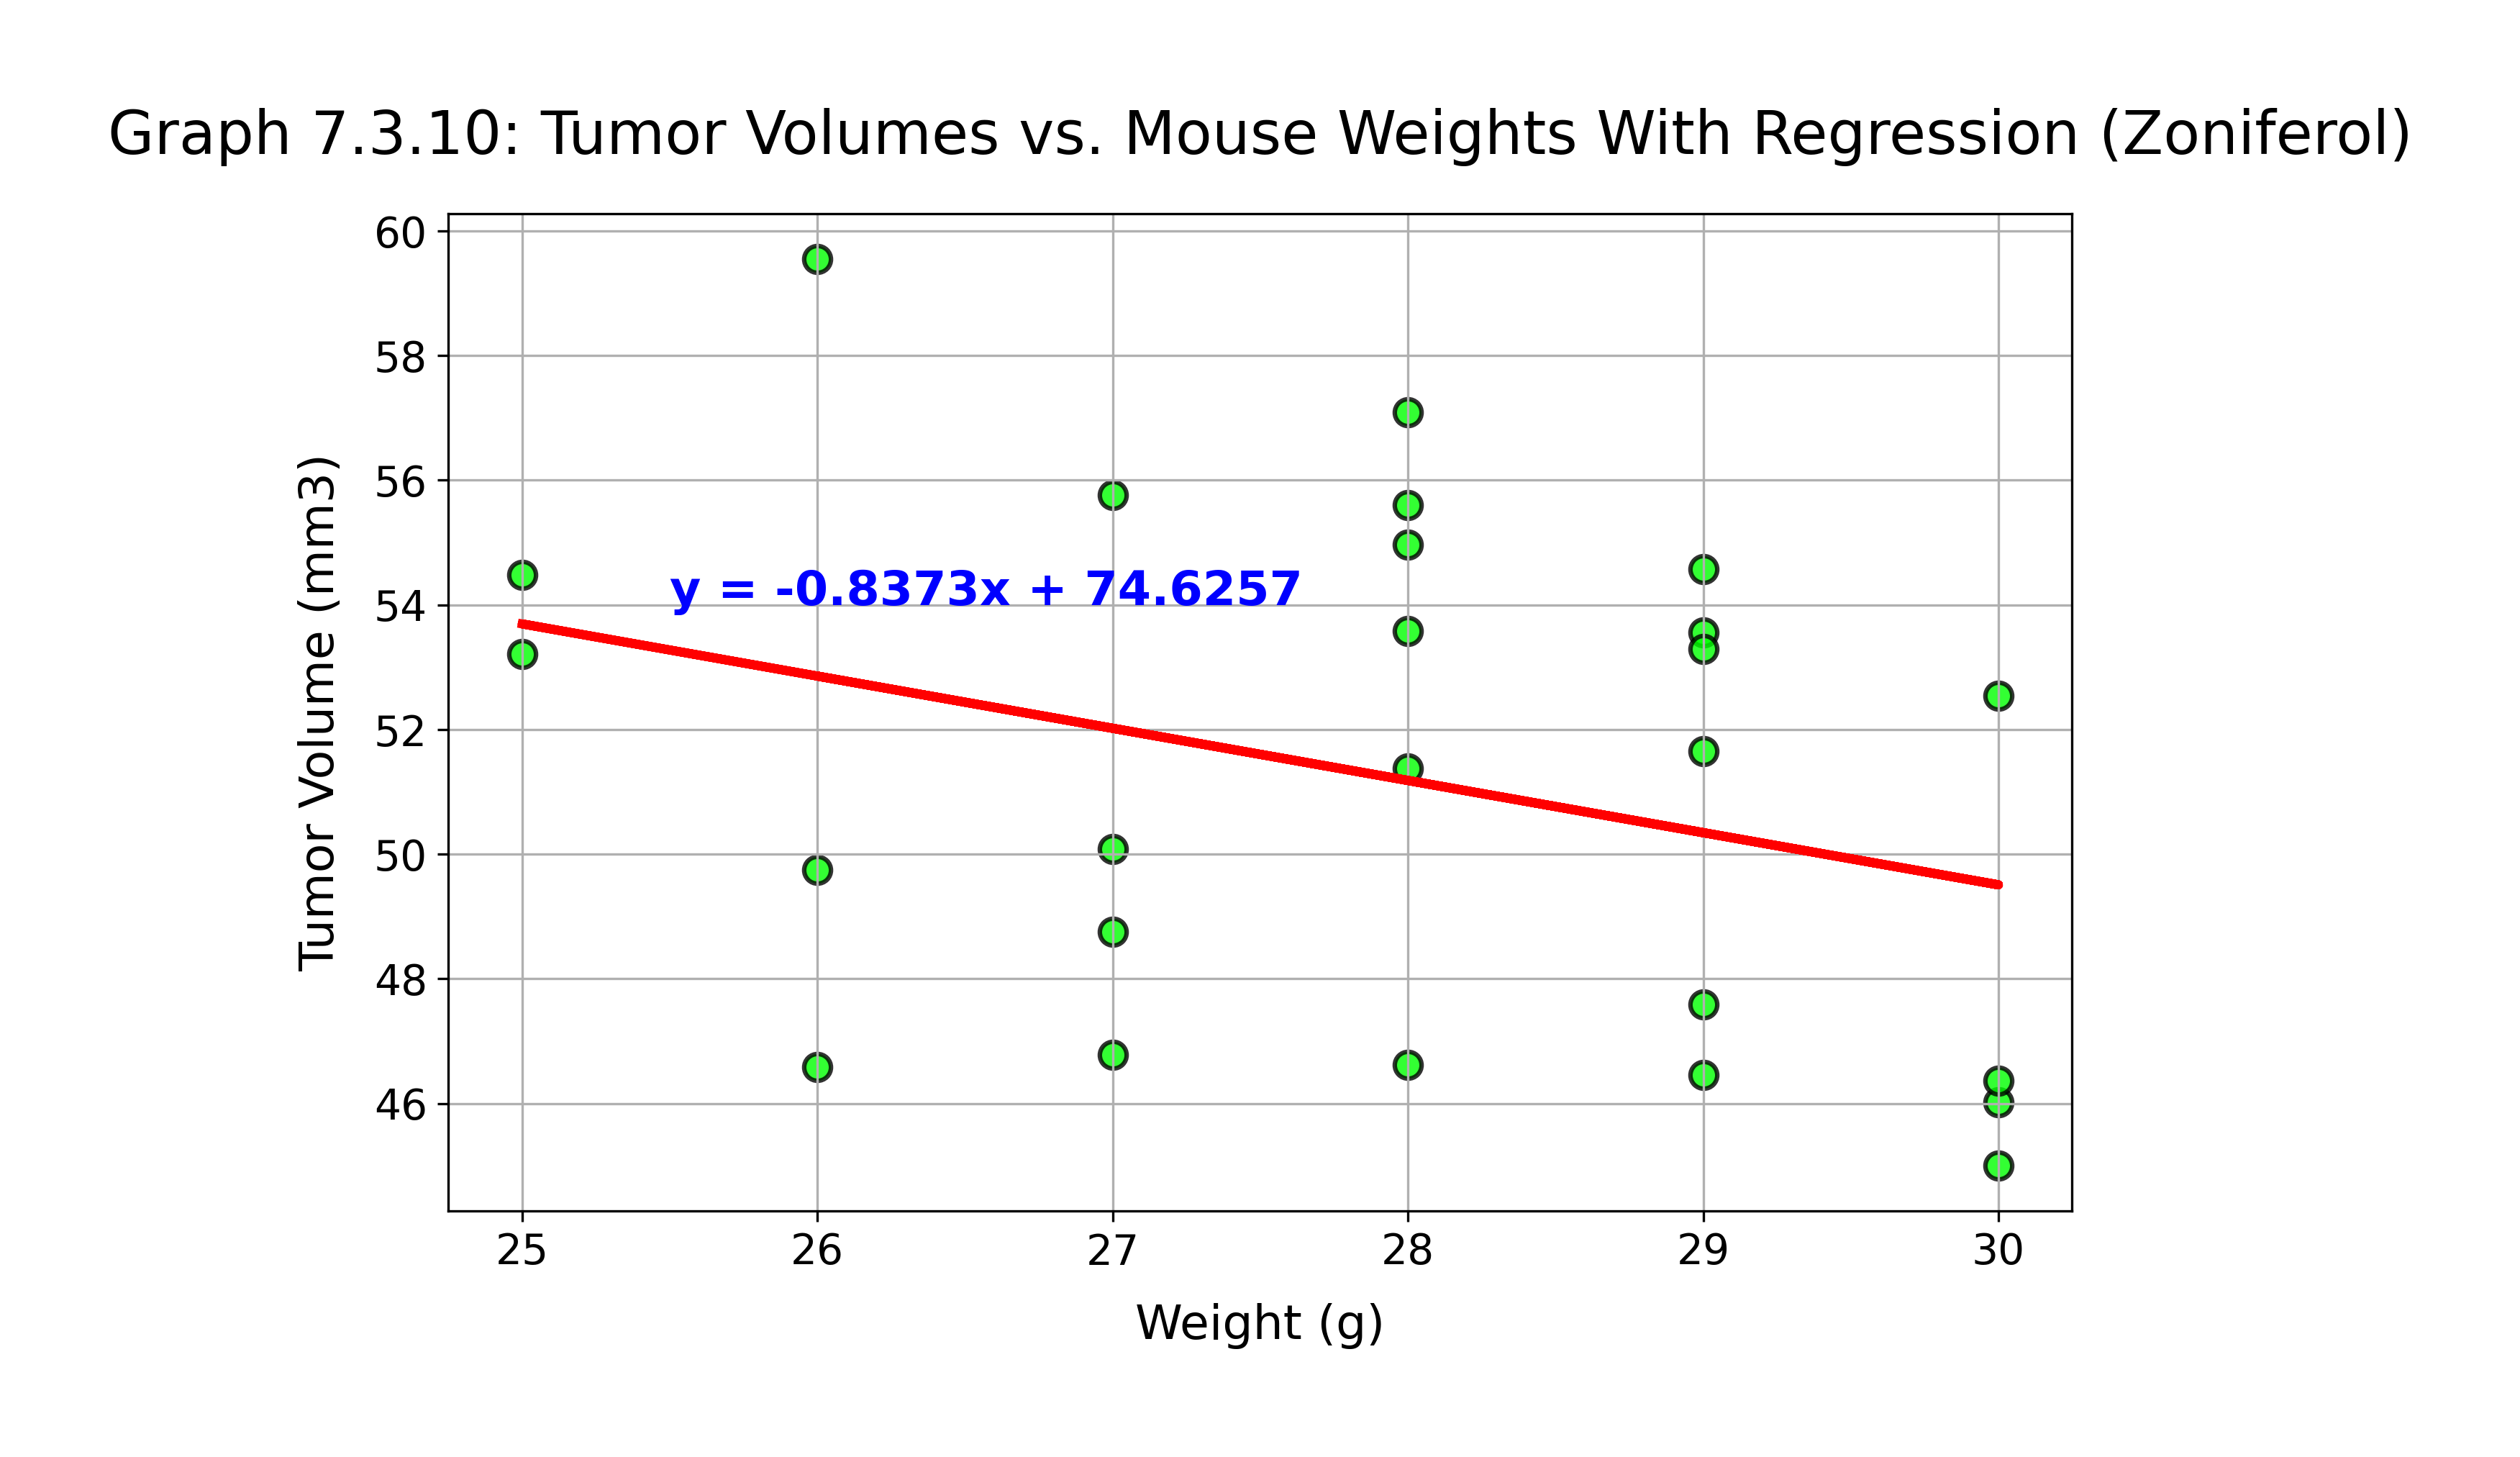 Graph 7.3.10: Tumor Volumes vs. Mouse Weights With Regression (Zoniferol)
60
58
56
54
52
50
48
46
Tumor Volume (mm3)
y = -0.8373x + 74.6257
25 26 27 28 29 30
Weight (g)